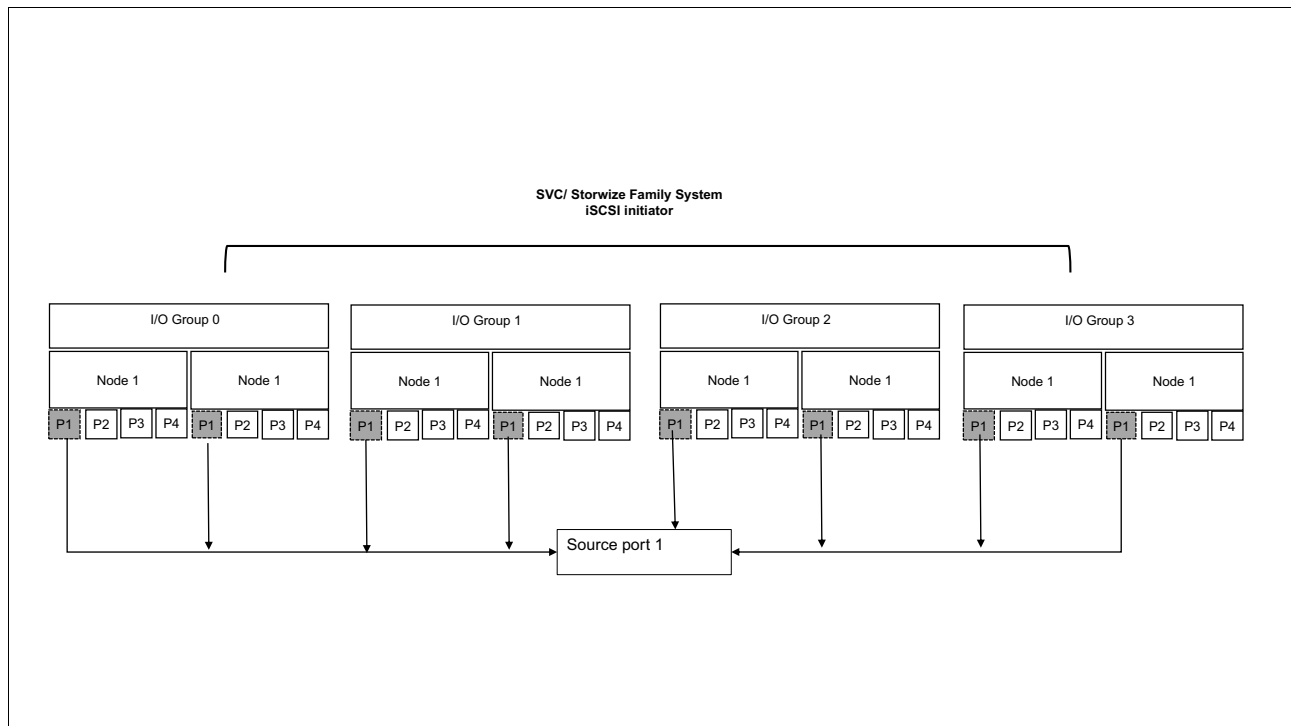 SVC/ Storwize Family System
iSCSI initiator
I/O Group 0
I/O Group 1
I/O Group 2
I/O Group 3
Node 1
Node 1
Node 1
Node 1
Node 1
Node 1
Node 1
Node 1
P1 P2 P3 P4 P1 P2 P3 P4
P1 P2 P3 P4 P1 P2 P3 P4
P1 P2 P3 P4 P1 P2 P3 P4
P1 P2 P3 P4 P1 P2 P3 P4
Source port 1